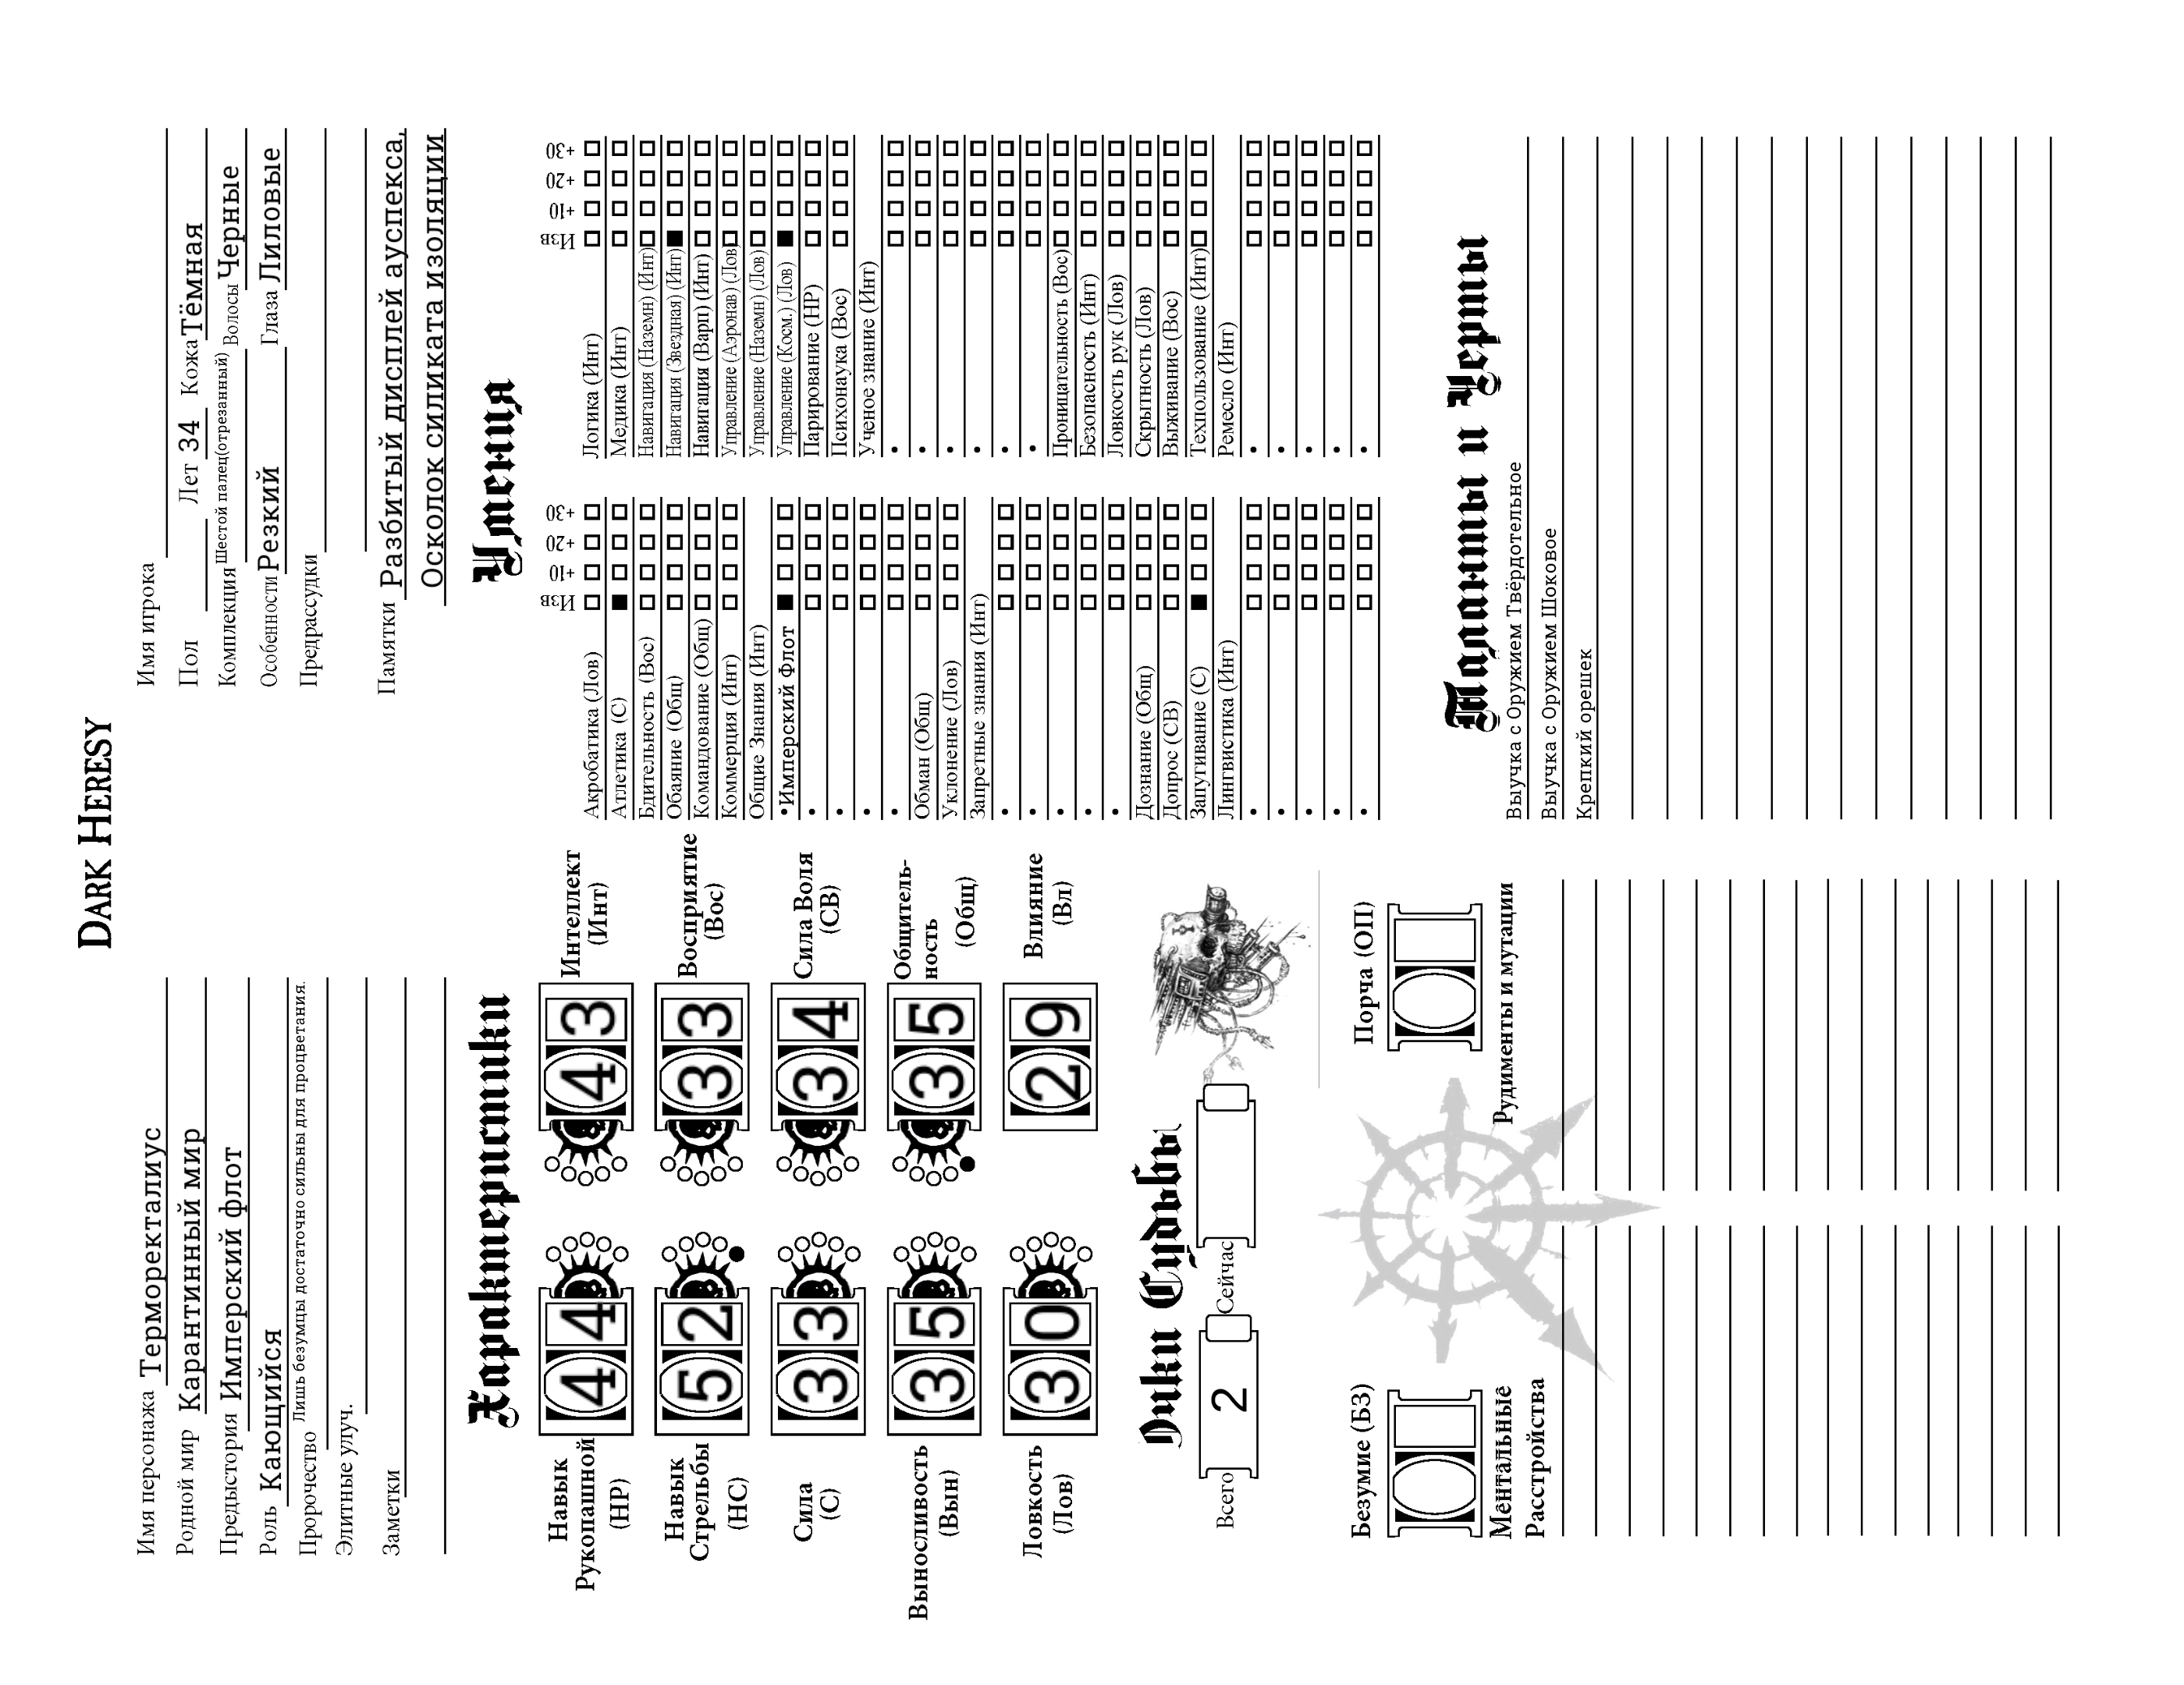 DARK HERESY
Имя персонажа Терморекталиус
Родной мир Карантинный мир
Предыстория Имперский флот
Роль Кающийся
Пророчество Лишь безумцы достаточно сильны для процветания.
Элитные улуч.
Заметки
Имя игрока
Пол Лет 34 Кожа Тёмная
Комплекция Шестой палец(отрезанный) Волосы Черные
Особенности Резкий Глаза Лиловые
Предрассудки
Памятки Разбитый дисплей ауспекса,
Осколок силиката изоляции
Характеристики
Навык
Рукопашной
(НР)
44
Интеллект
(Инт)
43
Навык
Стрельбы
(НС)
52
Восприятие
(Вос)
33
Сила
(С)
33
Сила Воля
(СВ)
34
Выносливость
(Вын)
35
Общитель-
ность
(Общ)
35
Ловкость
(Лов)
30
Влияние
(Вл)
29
Очки Судьбы
Всего 2 Сейчас
Безумие (БЗ)
Порча (ОП)
Ментальные
Расстройства
Рудименты и мутации
Умения
Изв +10 +20 +30
Акробатика (Лов)
Атлетика (С)
Бдительность (Вос)
Обаяние (Общ)
Командование (Общ)
Коммерция (Инт)
Общие Знания (Инт)
•Имперский Флот
•
•
•
•
Обман (Общ)
Уклонение (Лов)
Запретные знания (Инт)
•
•
•
•
•
Дознание (Общ)
Допрос (СВ)
Запугивание (С)
Лингвистика (Инт)
•
•
•
•
•
Изв +10 +20 +30
Логика (Инт)
Медика (Инт)
Навигация (Наземн) (Инт)
Навигация (Звездная) (Инт)
Навигация (Варп) (Инт)
Управление (Аэронав) (Лов)
Управление (Наземн) (Лов)
Управление (Косм.) (Лов)
Парирование (НР)
Психонаука (Вос)
Ученое знание (Инт)
•
•
•
•
•
•
Проницательность (Вос)
Безопасность (Инт)
Ловкость рук (Лов)
Скрытность (Лов)
Выживание (Вос)
Техпользование (Инт)
Ремесло (Инт)
•
•
•
•
•
Таланты и Черты
Выучка с Оружием Твёрдотельное
Выучка с Оружием Шоковое
Крепкий орешек